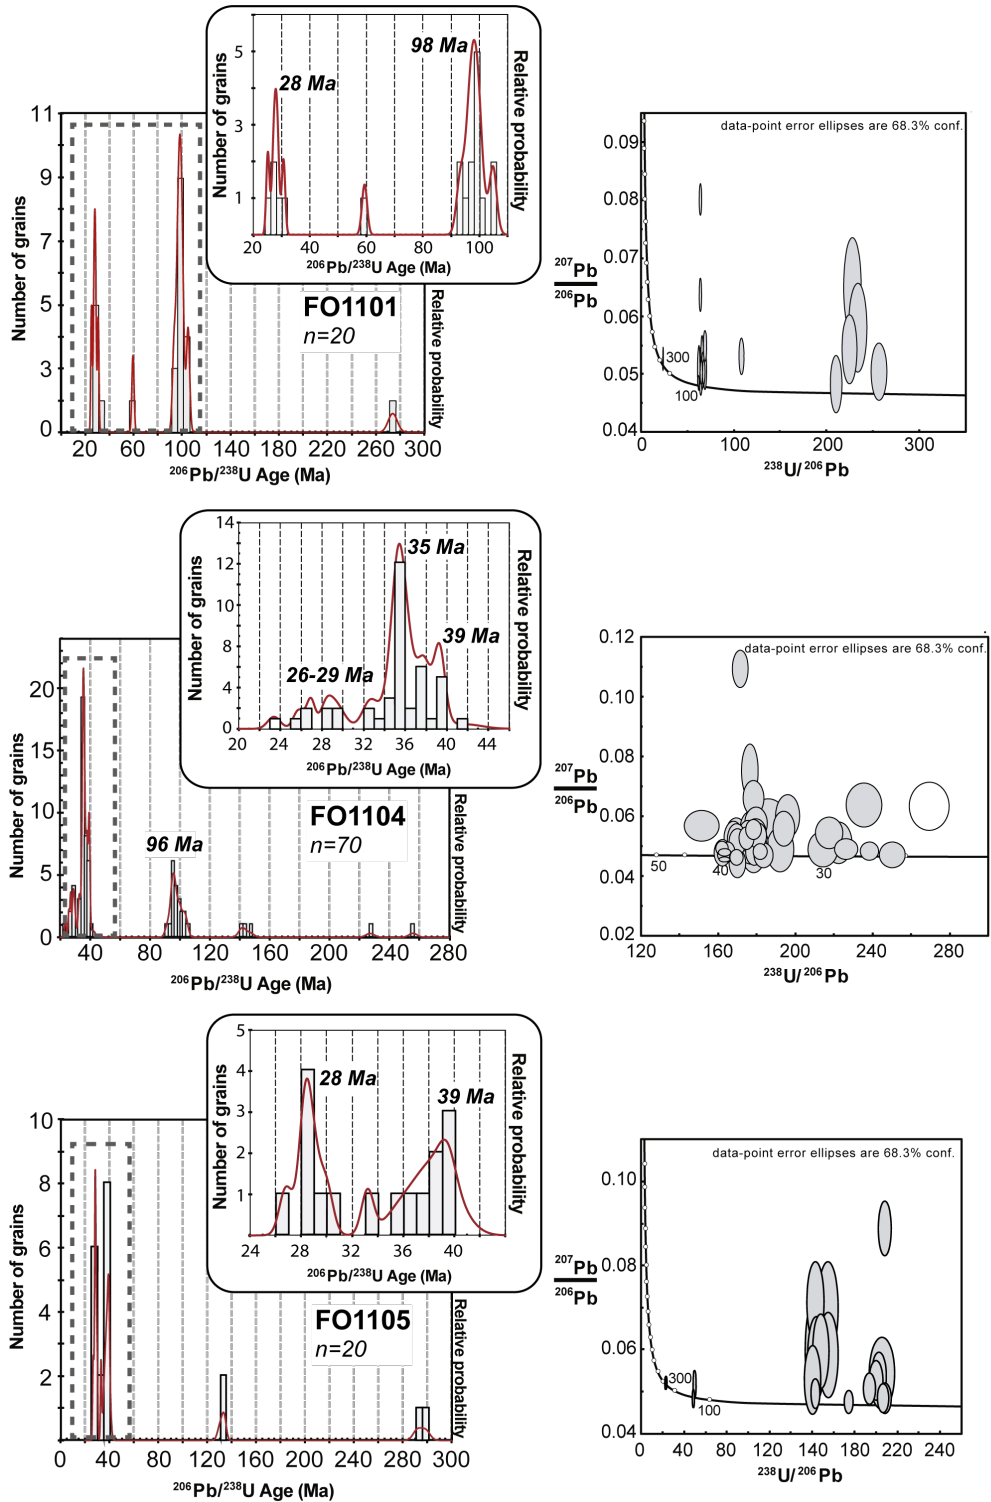 Number of grains
11
9
7
5
3
0
20 60 100 140 180 220 260 300
206Pb/238U Age (Ma)
Relative probability
FO1101
n=20
Number of grains
5
3
1
20 40 60 80 100
206Pb/238U Age (Ma)
Relative probability
28 Ma
98 Ma
data-point error ellipses are 68.3% conf.
0.09
0.08
0.07
0.06
0.05
0.04
0 100 200 300
207Pb
206Pb
238U/206Pb
300
100
Number of grains
20
15
10
5
0
40 80 120 160 200 240 280
206Pb/238U Age (Ma)
Relative probability
96 Ma
FO1104
n=70
Number of grains
14
12
10
8
4
0
20 24 28 32 36 40 44
206Pb/238U Age (Ma)
Relative probability
26-29 Ma
35 Ma
39 Ma
data-point error ellipses are 68.3% conf.
0.12
0.10
0.08
0.06
0.04
0.02
120 160 200 240 280
207Pb
206Pb
238U/206Pb
50
40
30
Number of grains
10
8
6
4
2
0 20 60 100 140 180 220 260 300
206Pb/238U Age (Ma)
Relative probability
FO1105
n=20
Number of grains
5
4
3
2
1
24 28 32 36 40
206Pb/238U Age (Ma)
Relative probability
28 Ma
39 Ma
data-point error ellipses are 68.3% conf.
0.10
0.08
0.06
0.04
0 40 80 120 160 200 240
207Pb
206Pb
238U/206Pb
300
100